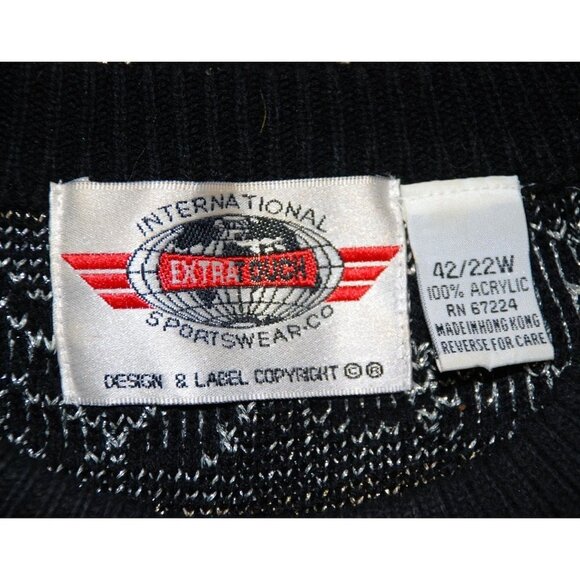 INTERNATIONAL
EXTRA TOUCH
SPORTSWEAR.CO
DESIGN & LABEL COPYRIGHT © ®
42/22W
100% ACRYLIC
RN 67224
MADE IN HONG KONG
REVERSE FOR CARE